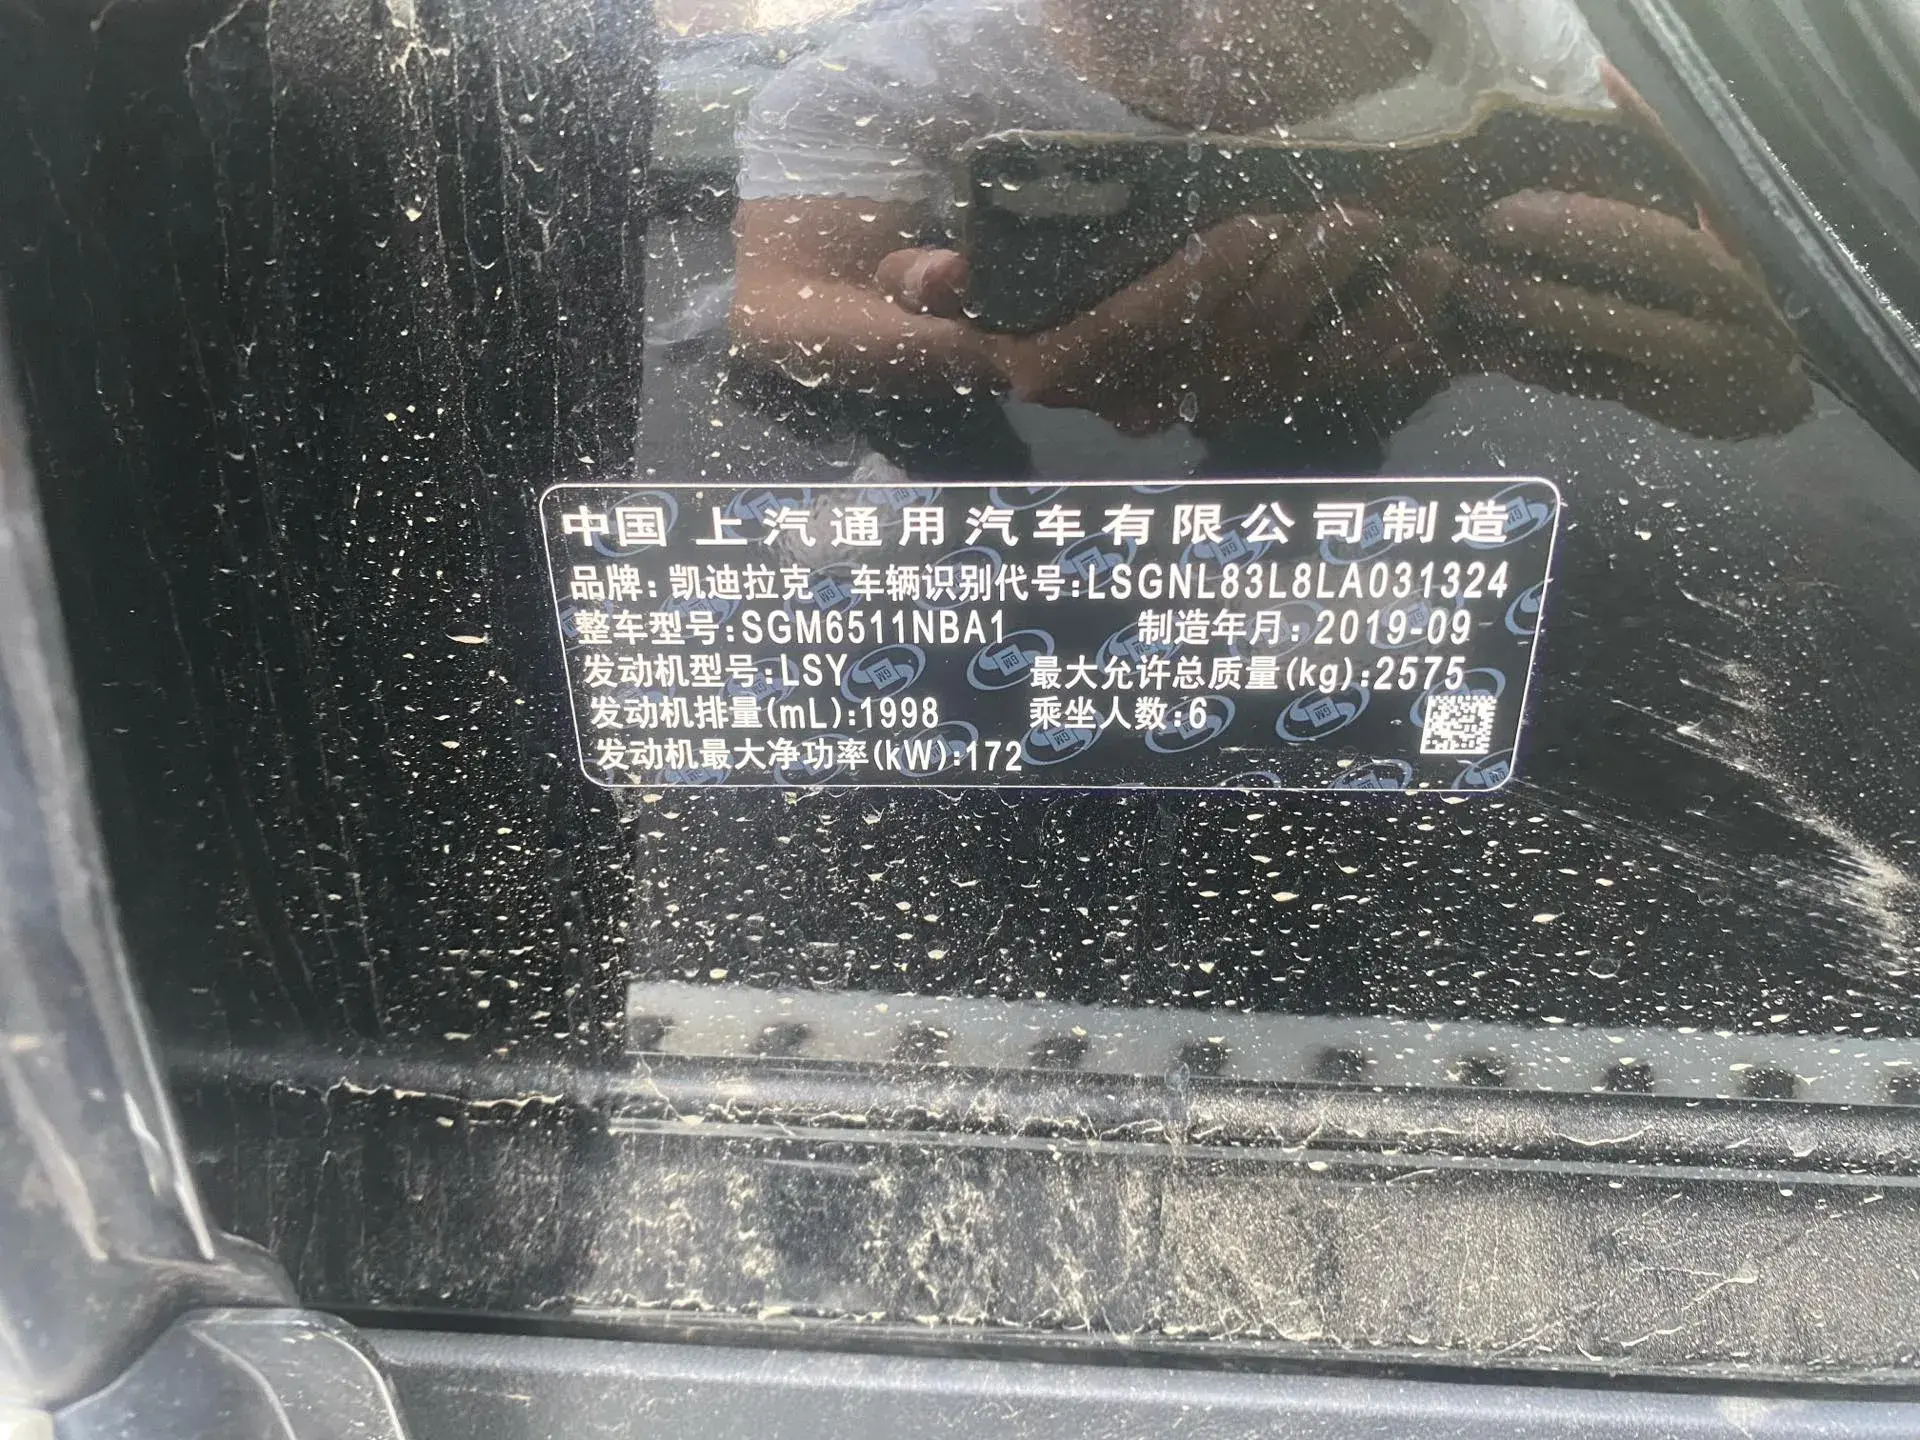 中国 上汽通用汽车有限公司制造
品牌:凯迪拉克 车辆识别代号:LSGNL83L8LA031324
整车型号:SGM6511NBA1 制造年月:2019-09
发动机型号:LSY 最大允许总质量(kg):2575
发动机排量(mL):1998 乘坐人数:6
发动机最大净功率(kW):172